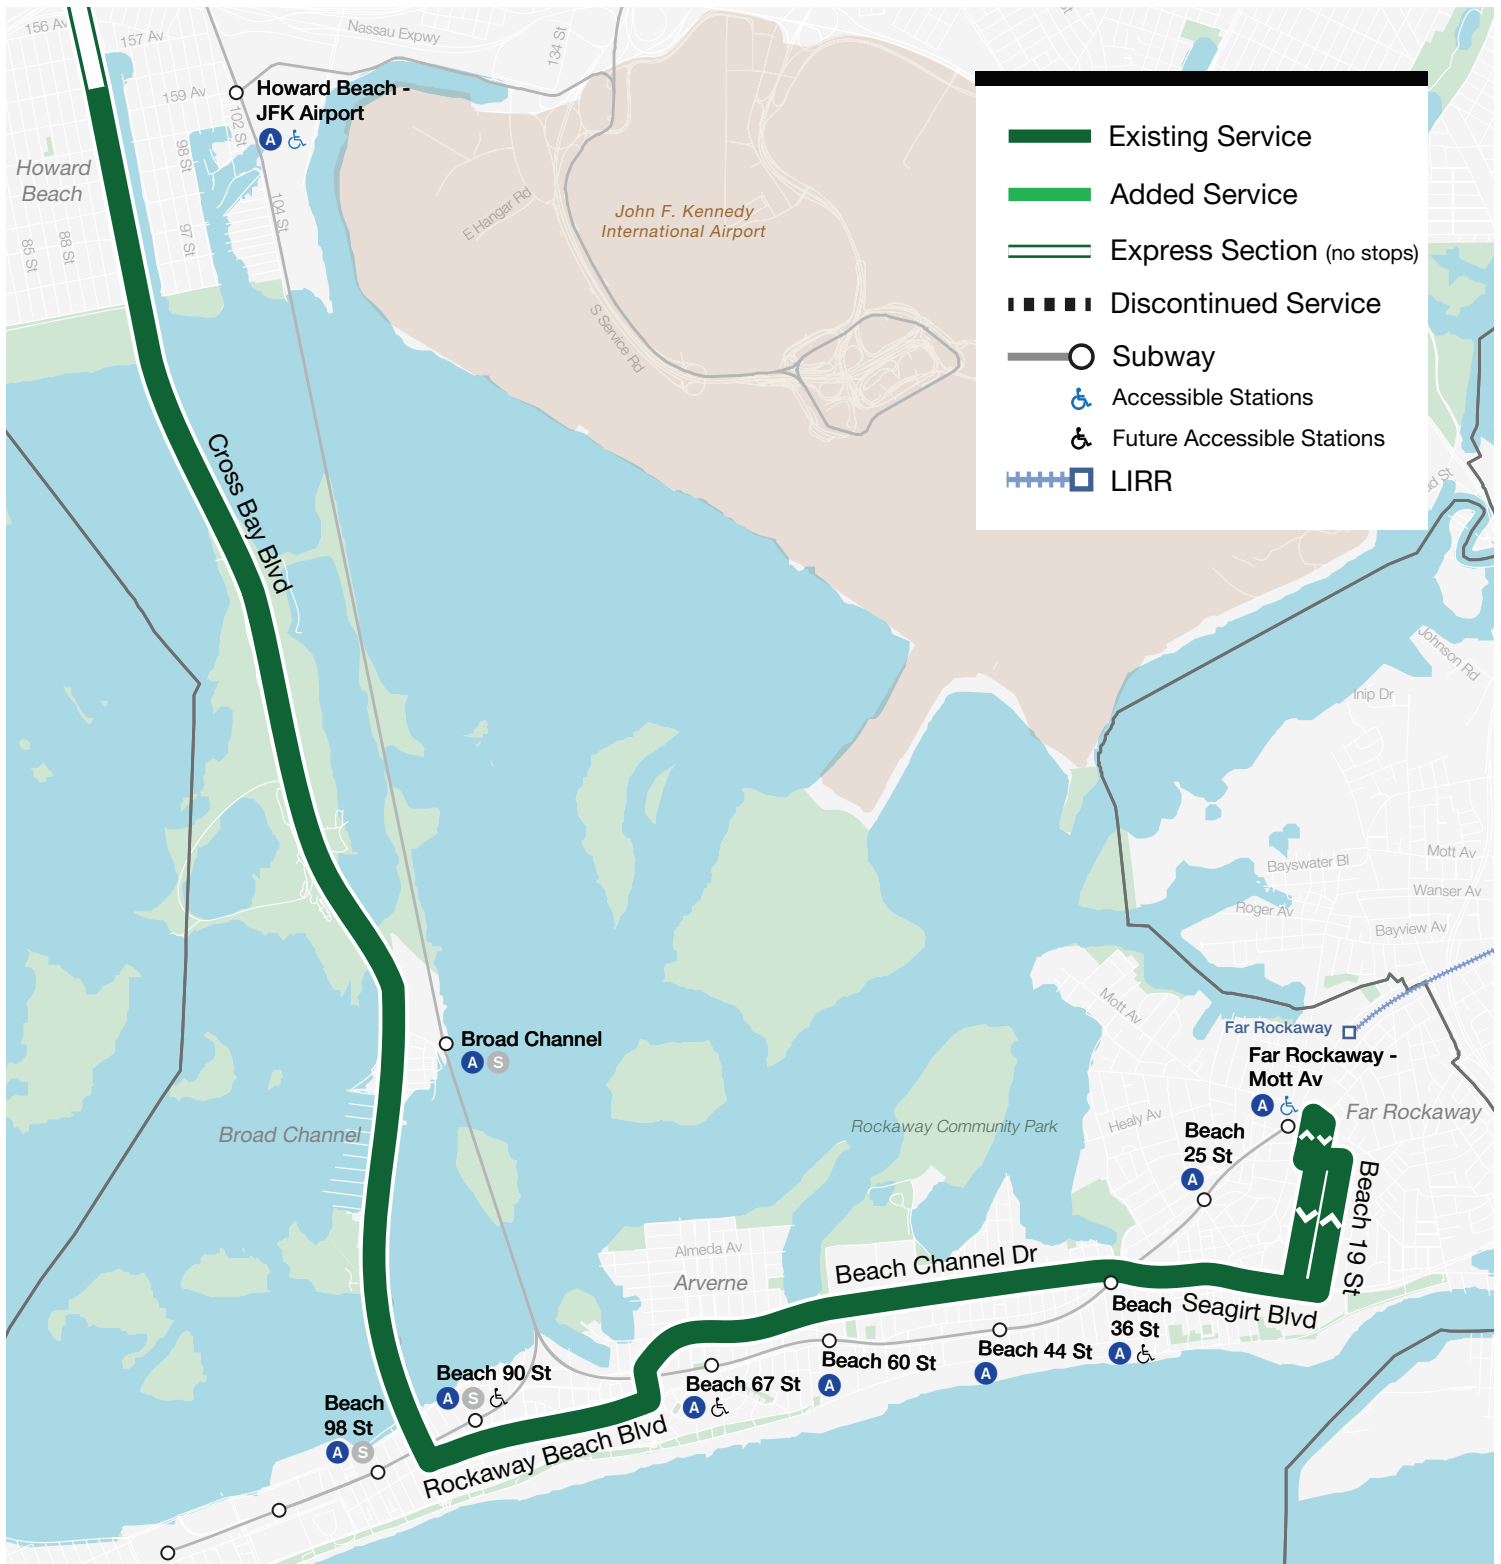 156 Av
157 Av
Nassau Expwy
134 St
159 Av
102 St
Howard Beach -
JFK Airport
A
98 St
Howard
Beach
104 St
97 St
88 St
85 St
E Hangar Rd
John F. Kennedy
International Airport
S Service Rd
Existing Service
Added Service
Express Section (no stops)
Discontinued Service
Subway
Accessible Stations
Future Accessible Stations
LIRR
Cross Bay Blvd
Johnson Rd
Inip Dr
Bayswater Bl
Mott Av
Wanser Av
Roger Av
Bayview Av
Mott Av
Far Rockaway
Broad Channel
A S
Far Rockaway -
Mott Av
A
Far Rockaway
Healy Av
Rockaway Community Park
Broad Channel
Beach
25 St
A
Beach 19 St
Almeda Av
Arverne
Beach Channel Dr
Seagirt Blvd
Beach
36 St
A
Beach 44 St
A
Beach 60 St
A
Beach 67 St
A
Beach 90 St
A S
Beach
98 St
A S
Rockaway Beach Blvd